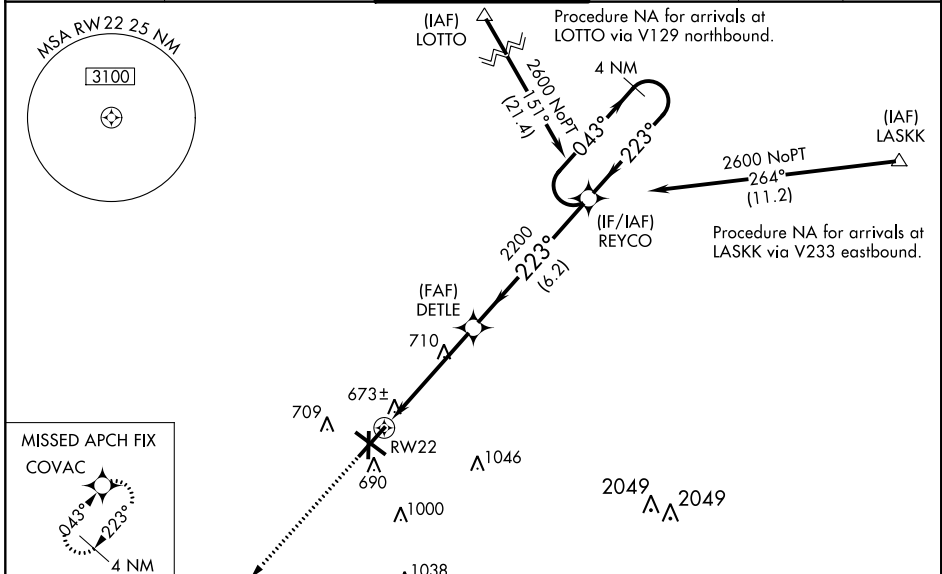 MSA RW22 25 NM
3100
(IAF)
LOTTO
Procedure NA for arrivals at
LOTTO via V129 northbound.
2600 NoPT
151°
(21.4)
4 NM
043°
223°
(IAF)
LASKK
2600 NoPT
264°
(11.2)
(IF/IAF)
REYCO
Procedure NA for arrivals at
LASKK via V233 eastbound.
2200
223°
(6.2)
(FAF)
DETLE
710
673±
709
RW22
690
1046
1000
2049
2049
1038
MISSED APCH FIX
COVAC
043°
223°
4 NM